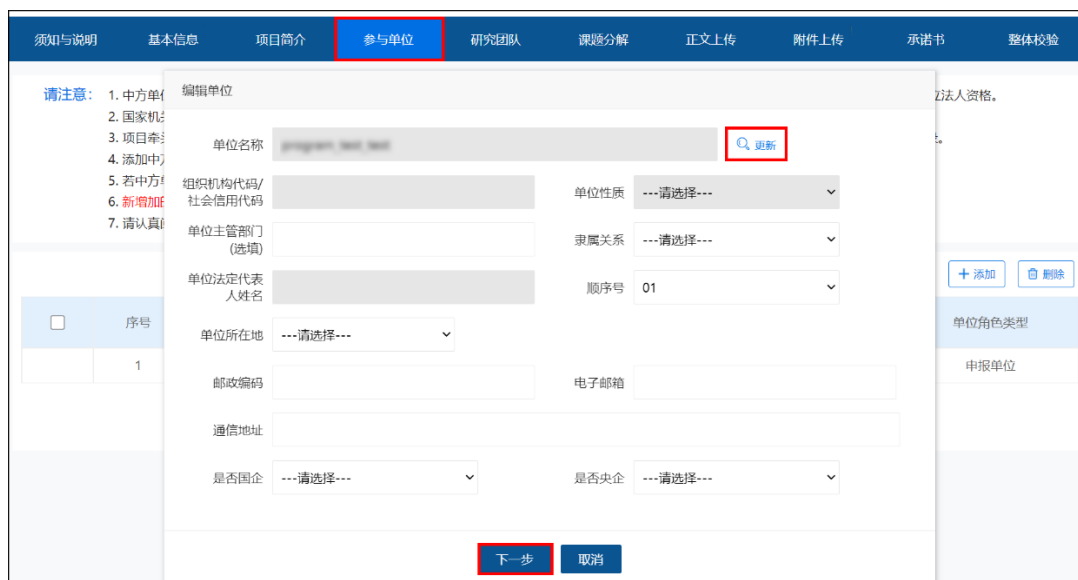 须知与说明 基本信息 项目简介 参与单位 研究团队 课题分解 正文上传 附件上传 承诺书 整体校验
请注意： 1. 中方单
立法人资格。
2. 国家机
3. 项目牵
4. 添加中
5. 若中方
6. 新增加
7. 请认真
编辑单位
单位名称 更新
组织机构代码/
社会信用代码
单位性质 ---请选择---
单位主管部门
(选填)
隶属关系 ---请选择---
单位法定代表
人姓名
顺序号 01
单位所在地 ---请选择---
邮政编码 电子邮箱
通信地址
是否国企 ---请选择--- 是否央企 ---请选择---
下一步 取消
添加 删除
序号 单位角色类型
1 申报单位